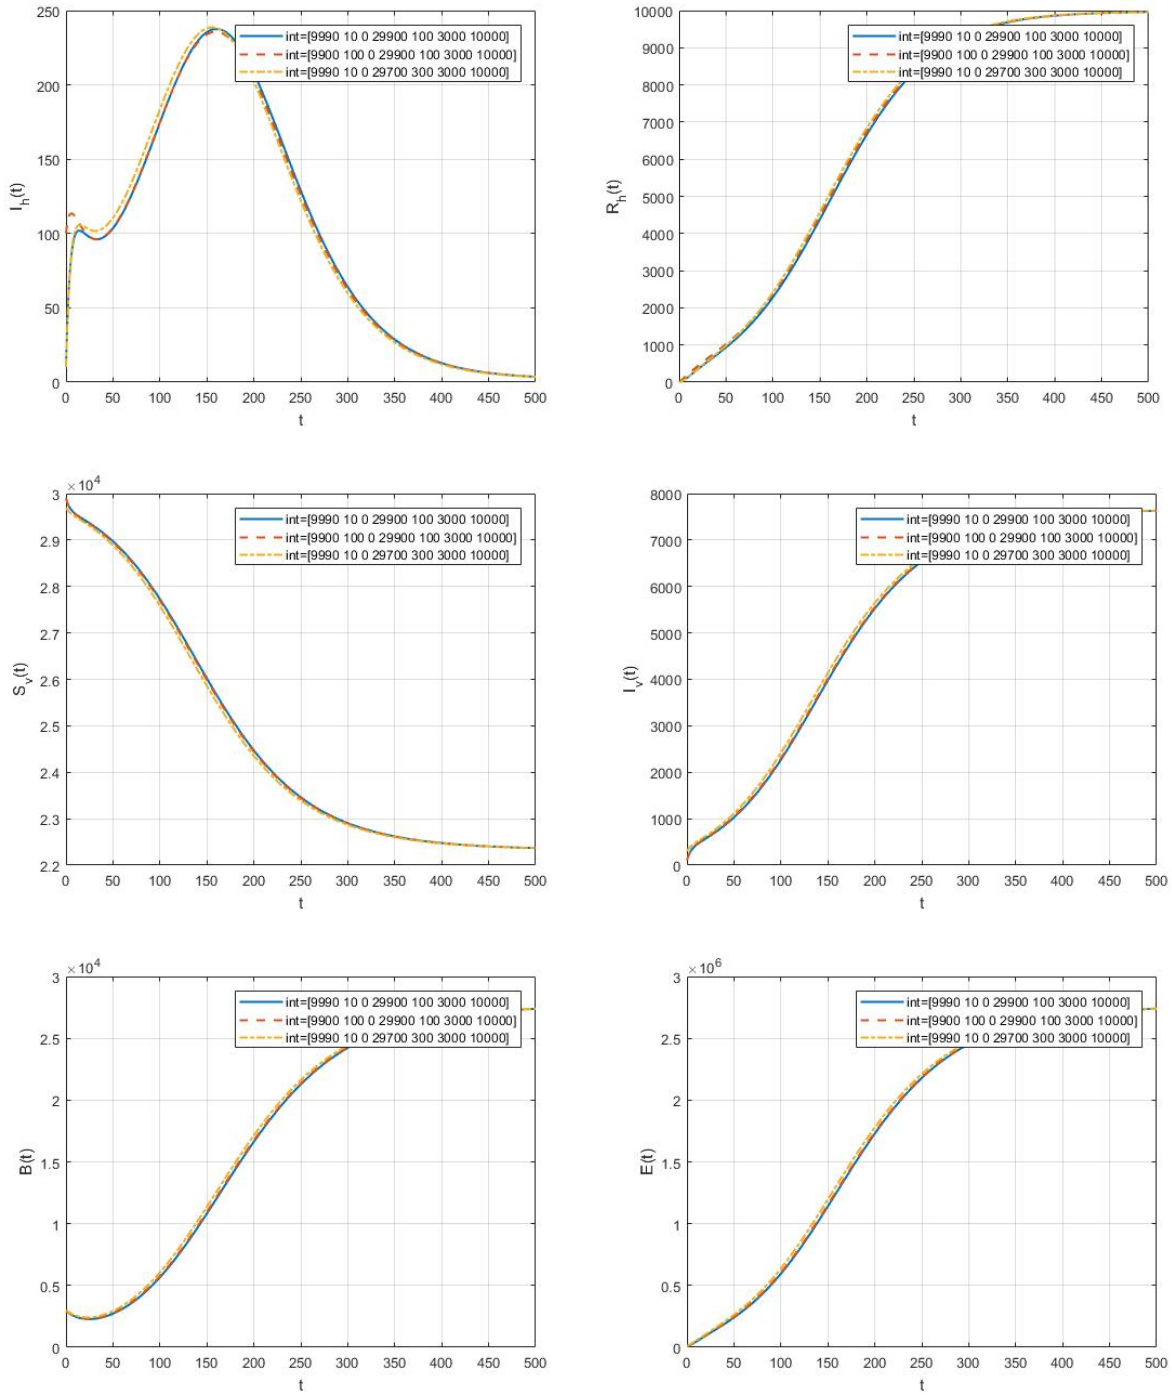 250
200
150
100
50
0
I_h(t)
int=[9990 10 0 29900 100 3000 10000]
int=[9900 100 0 29900 100 3000 10000]
int=[9990 10 0 29700 300 3000 10000]
0 50 100 150 200 250 300 350 400 450 500
t
10000
9000
8000
7000
6000
5000
4000
3000
2000
1000
0
R_h(t)
int=[9990 10 0 29900 100 3000 10000]
int=[9900 100 0 29900 100 3000 10000]
int=[9990 10 0 29700 300 3000 10000]
0 50 100 150 200 250 300 350 400 450 500
t
×10^4
3
2.9
2.8
2.7
2.6
2.5
2.4
2.3
2.2
S_v(t)
int=[9990 10 0 29900 100 3000 10000]
int=[9900 100 0 29900 100 3000 10000]
int=[9990 10 0 29700 300 3000 10000]
0 50 100 150 200 250 300 350 400 450 500
t
8000
7000
6000
5000
4000
3000
2000
1000
0
I_v(t)
int=[9990 10 0 29900 100 3000 10000]
int=[9900 100 0 29900 100 3000 10000]
int=[9990 10 0 29700 300 3000 10000]
0 50 100 150 200 250 300 350 400 450 500
t
×10^4
3
2.5
2
1.5
1
0.5
0
B(t)
int=[9990 10 0 29900 100 3000 10000]
int=[9900 100 0 29900 100 3000 10000]
int=[9990 10 0 29700 300 3000 10000]
0 50 100 150 200 250 300 350 400 450 500
t
×10^6
3
2.5
2
1.5
1
0.5
0
E(t)
int=[9990 10 0 29900 100 3000 10000]
int=[9900 100 0 29900 100 3000 10000]
int=[9990 10 0 29700 300 3000 10000]
0 50 100 150 200 250 300 350 400 450 500
t